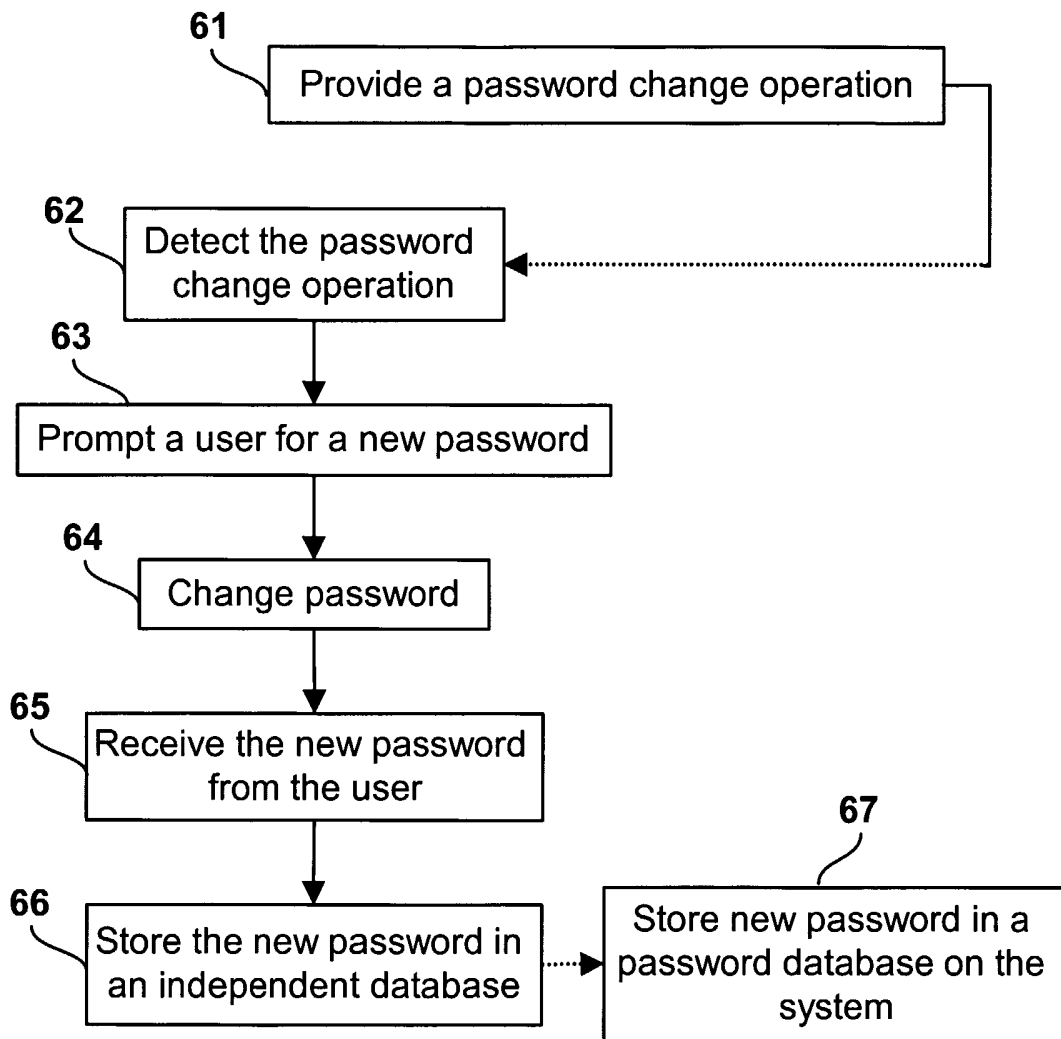 61
Provide a password change operation
62
Detect the password
change operation
63
Prompt a user for a new password
64
Change password
65
Receive the new password
from the user
66
Store the new password in
an independent database
67
Store new password in a
password database on the
system